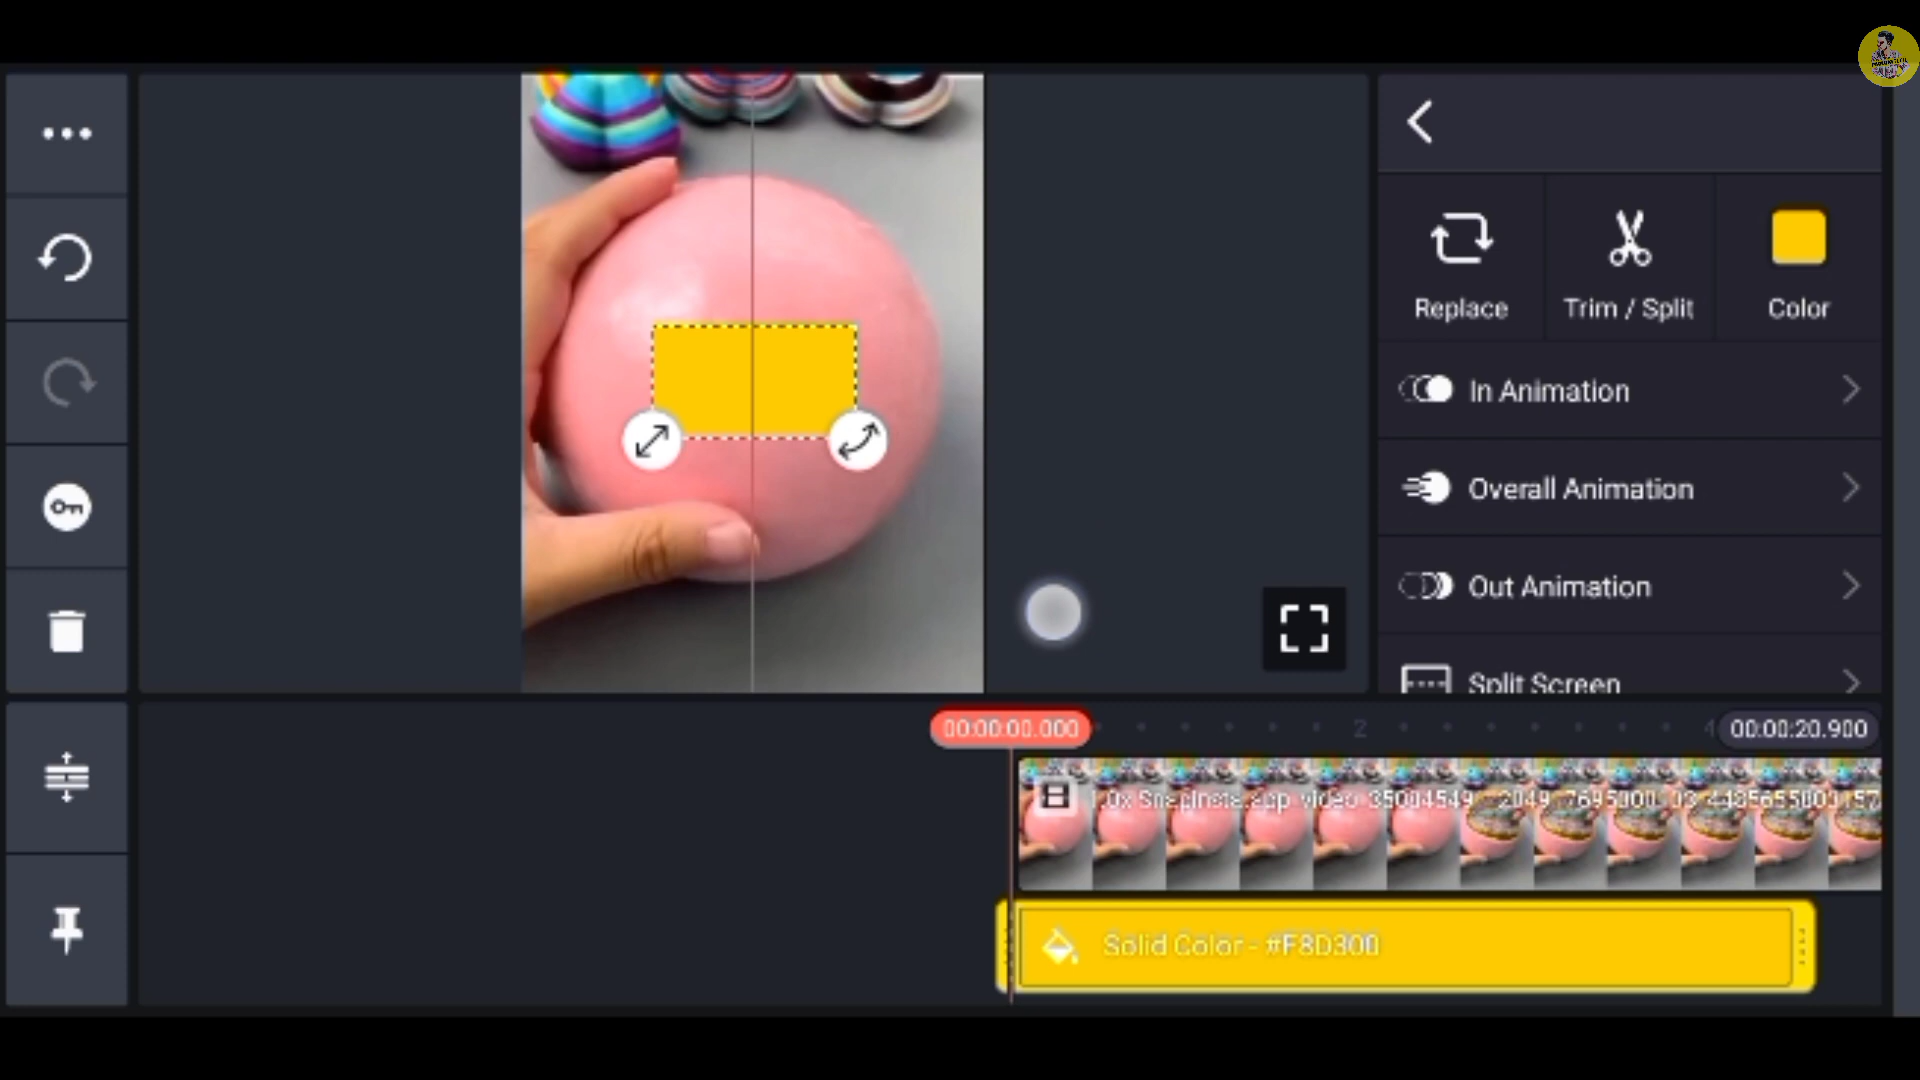 Replace
Trim / Split
Color
In Animation
Overall Animation
Out Animation
Split Screen
00:00:00.000
2
4
00:00:20.900
Solid Color - #F8D300